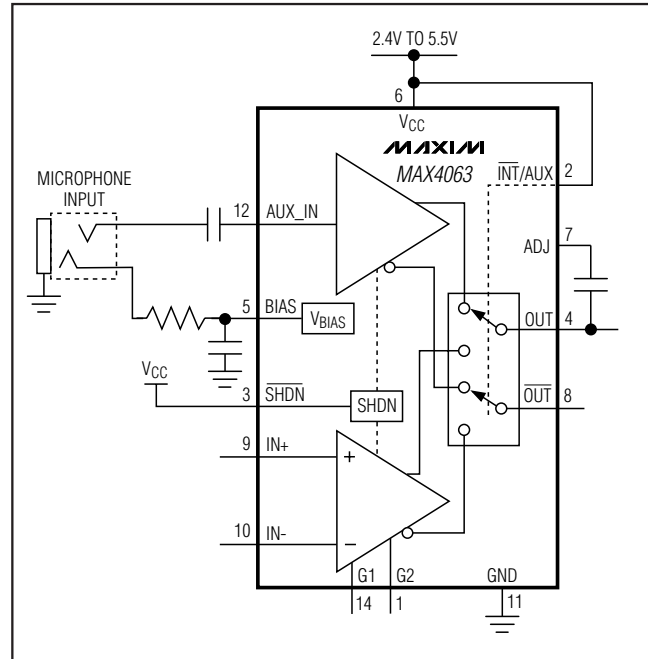 2.4V TO 5.5V
6
VCC
MAXIM
MAX4063
INT/AUX
2
MICROPHONE
INPUT
12
AUX_IN
ADJ
7
5
BIAS
VBIAS
OUT
4
VCC
3
SHDN
SHDN
OUT
8
9
IN+
+
10
IN-
−
G1
G2
GND
14
1
11